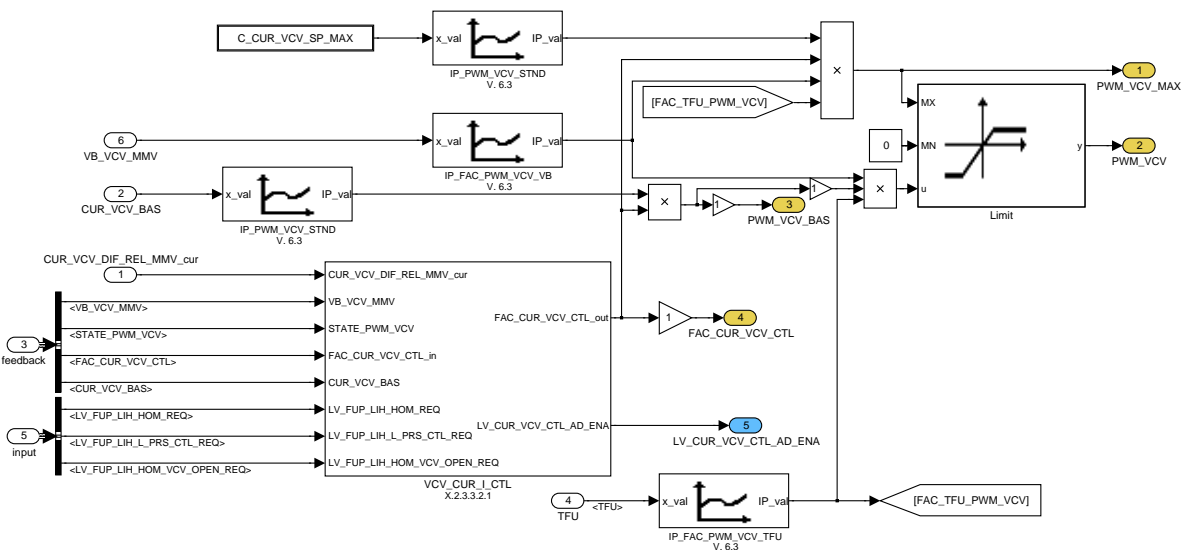 C_CUR_VCV_SP_MAX
x_val
IP_val
IP_PWM_VCV_STND
V. 6.3
×
1
PWM_VCV_MAX
[FAC_TFU_PWM_VCV]
6
VB_VCV_MMV
x_val
IP_val
IP_FAC_PWM_VCV_VB
V. 6.3
MX
0
MN
y
u
Limit
2
PWM_VCV
2
CUR_VCV_BAS
x_val
IP_val
IP_PWM_VCV_STND
V. 6.3
×
1
1
×
3
PWM_VCV_BAS
CUR_VCV_DIF_REL_MMV_cur
1
CUR_VCV_DIF_REL_MMV_cur
<VB_VCV_MMV>
VB_VCV_MMV
<STATE_PWM_VCV>
STATE_PWM_VCV
3
feedback
<FAC_CUR_VCV_CTL>
FAC_CUR_VCV_CTL_in
<CUR_VCV_BAS>
CUR_VCV_BAS
<LV_FUP_LIH_HOM_REQ>
LV_FUP_LIH_HOM_REQ
5
input
<LV_FUP_LIH_L_PRS_CTL_REQ>
LV_FUP_LIH_L_PRS_CTL_REQ
<LV_FUP_LIH_HOM_VCV_OPEN_REQ>
LV_FUP_LIH_HOM_VCV_OPEN_REQ
FAC_CUR_VCV_CTL_out
LV_CUR_VCV_CTL_AD_ENA
VCV_CUR_I_CTL
X.2.3.3.2.1
1
4
FAC_CUR_VCV_CTL
5
LV_CUR_VCV_CTL_AD_ENA
4
TFU
<TFU>
x_val
IP_val
IP_FAC_PWM_VCV_TFU
V. 6.3
[FAC_TFU_PWM_VCV]